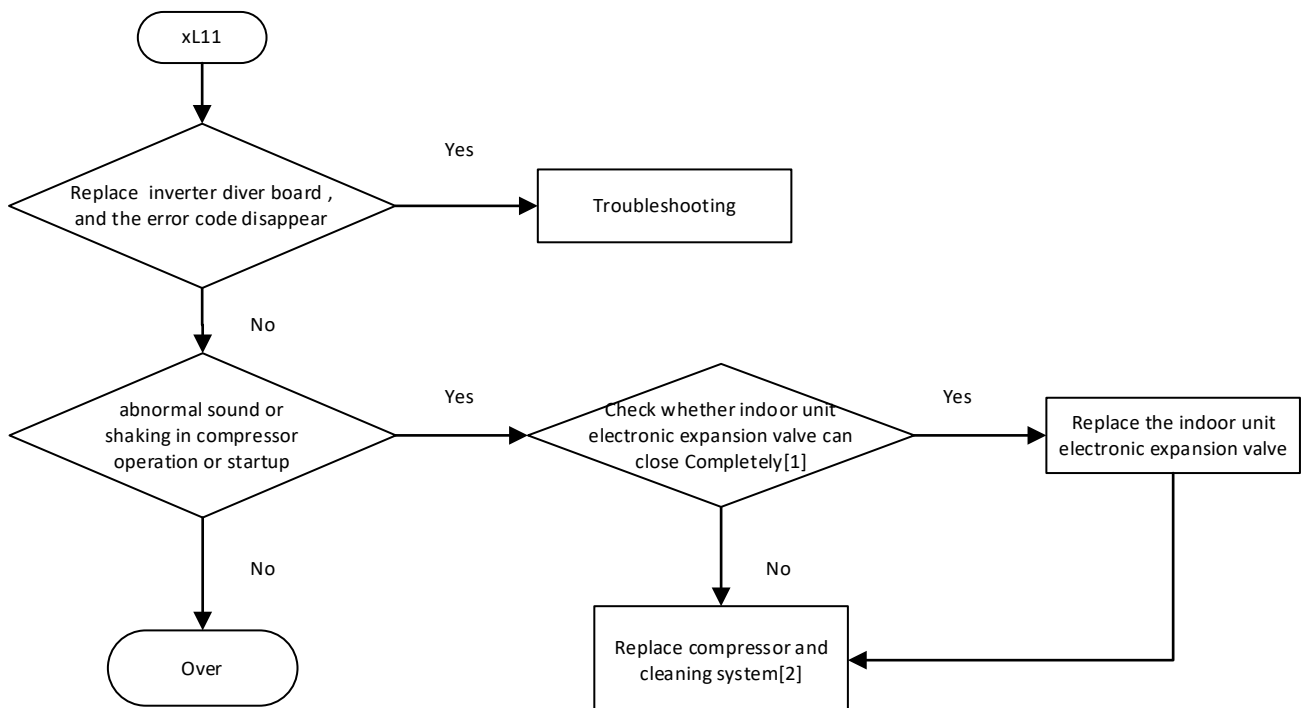 xL11
Yes
Replace inverter diver board ,
and the error code disappear
Troubleshooting
No
abnormal sound or
shaking in compressor
operation or startup
Yes
Check whether indoor unit
electronic expansion valve can
close Completely[1]
Yes
Replace the indoor unit
electronic expansion valve
No
No
Over
Replace compressor and
cleaning system[2]